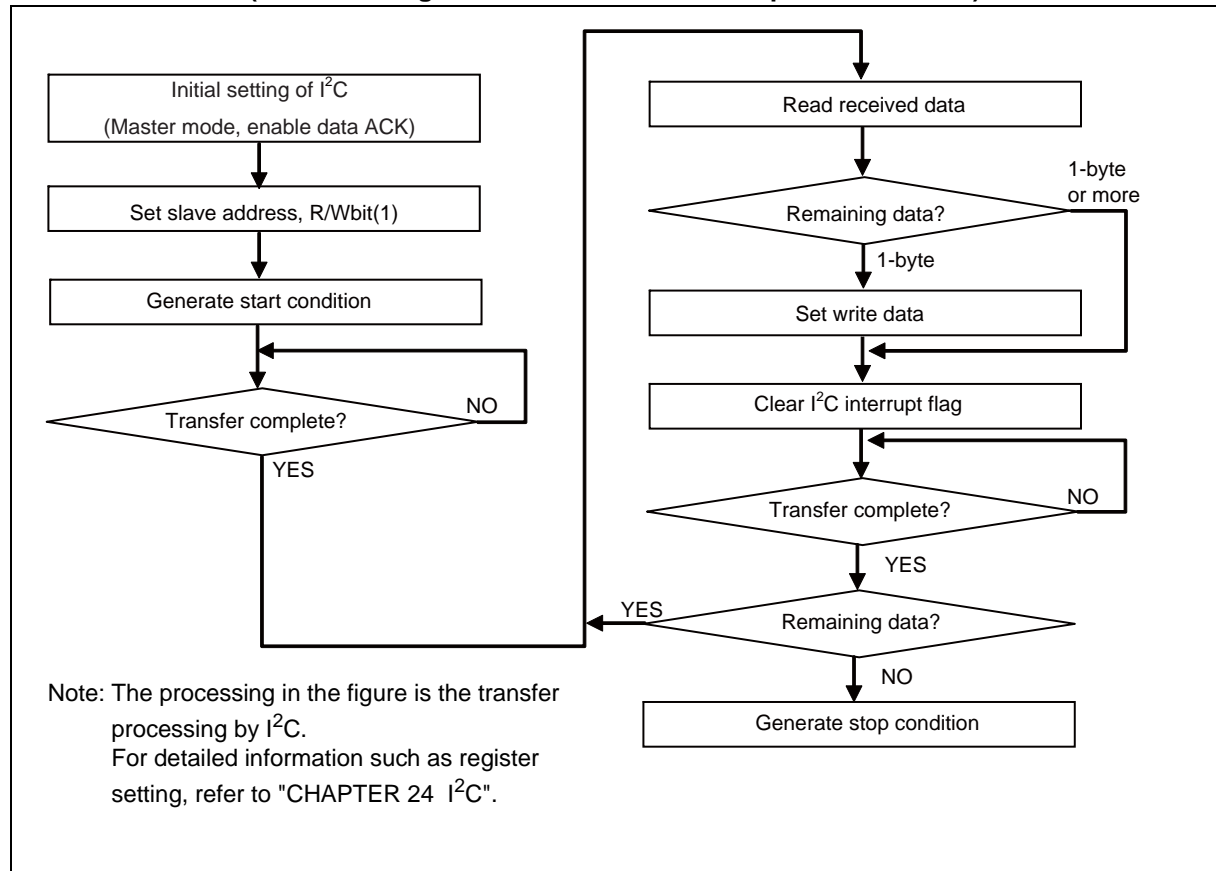 Initial setting of I²C
(Master mode, enable data ACK)
Set slave address, R/Wbit(1)
Generate start condition
Transfer complete?
NO
YES
Read received data
Remaining data?
1-byte
or more
1-byte
Set write data
Clear I²C interrupt flag
Transfer complete?
NO
YES
Remaining data?
YES
NO
Generate stop condition
Note: The processing in the figure is the transfer
processing by I²C.
For detailed information such as register
setting, refer to "CHAPTER 24 I²C".